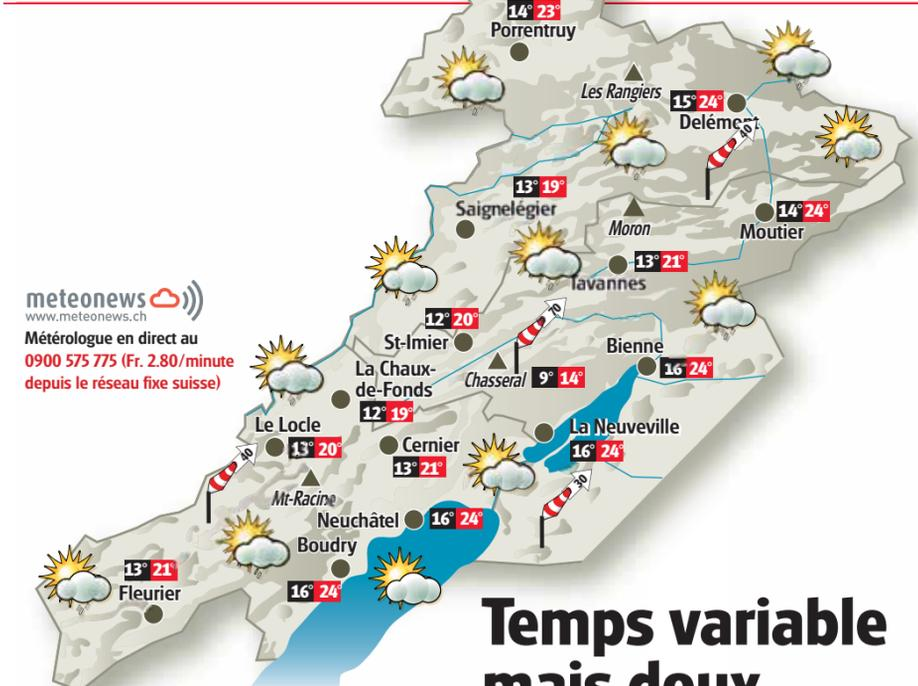 14° 23°
Porrentruy
Les Rangiers
15° 24°
Delémont
40
13° 19°
Saignelégier
Moron
14° 24°
Moutier
13° 21°
Tavannes
meteonews
www.meteonews.ch
Météorologue en direct au
0900 575 775 (Fr. 2.80/minute
depuis le réseau fixe suisse)
12° 20°
St-Imier
70
Bienne
16° 24°
Chasseral 9° 14°
La Chaux-
de-Fonds
12° 19°
Le Locle
13° 20°
40
Cernier
13° 21°
La Neuveville
16° 24°
30
Mt-Racine
Neuchâtel 16° 24°
Boudry
16° 24°
13° 21°
Fleurier
Temps variable
mais doux